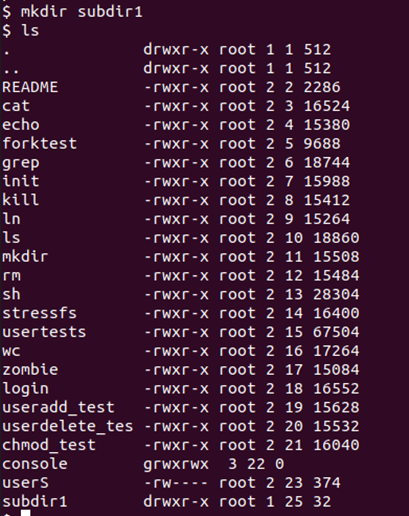 $ mkdir subdir1
$ ls
. drwxr-x root 1 1 512
.. drwxr-x root 1 1 512
README -rwxr-x root 2 2 2286
cat -rwxr-x root 2 3 16524
echo -rwxr-x root 2 4 15380
forktest -rwxr-x root 2 5 9688
grep -rwxr-x root 2 6 18744
init -rwxr-x root 2 7 15988
kill -rwxr-x root 2 8 15412
ln -rwxr-x root 2 9 15264
ls -rwxr-x root 2 10 18860
mkdir -rwxr-x root 2 11 15508
rm -rwxr-x root 2 12 15484
sh -rwxr-x root 2 13 28304
stressfs -rwxr-x root 2 14 16400
usertests -rwxr-x root 2 15 67504
wc -rwxr-x root 2 16 17264
zombie -rwxr-x root 2 17 15084
login -rwxr-x root 2 18 16552
useradd_test -rwxr-x root 2 19 15628
userdelete_tes -rwxr-x root 2 20 15532
chmod_test -rwxr-x root 2 21 16040
console grwxrwx 3 22 0
userS -rw---- root 2 23 374
subdir1 drwxr-x root 1 25 32
$